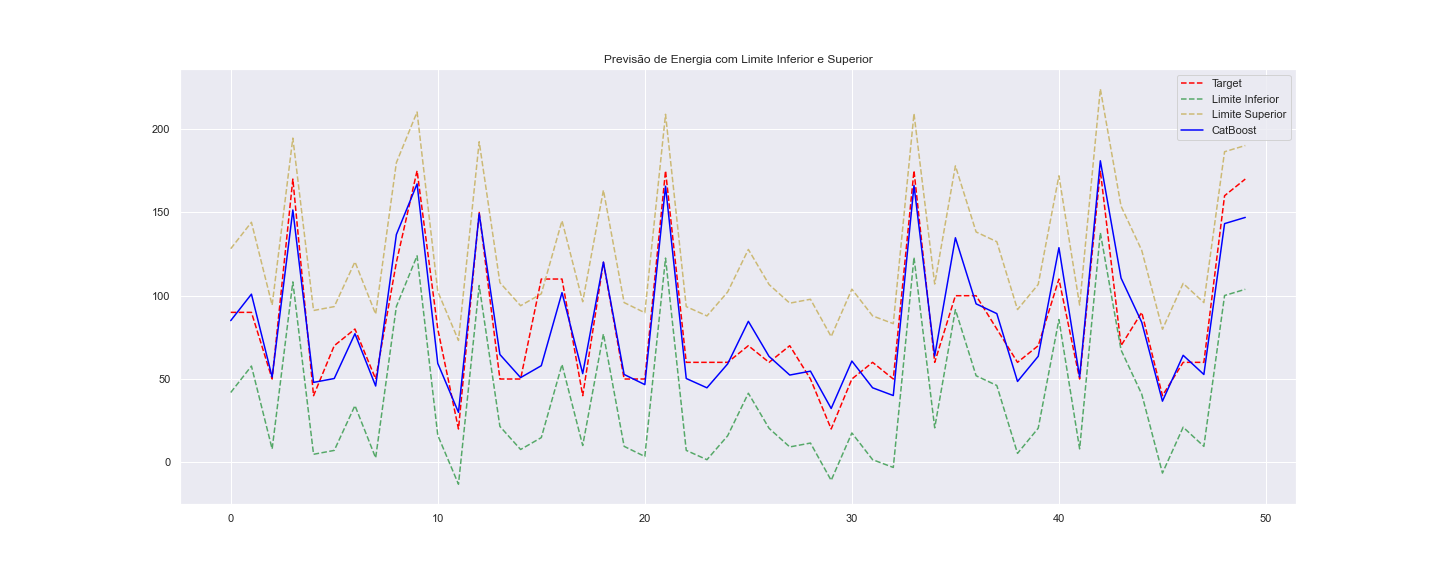 Previsão de Energia com Limite Inferior e Superior
Target
Limite Inferior
Limite Superior
CatBoost
200
150
100
50
0
0 10 20 30 40 50